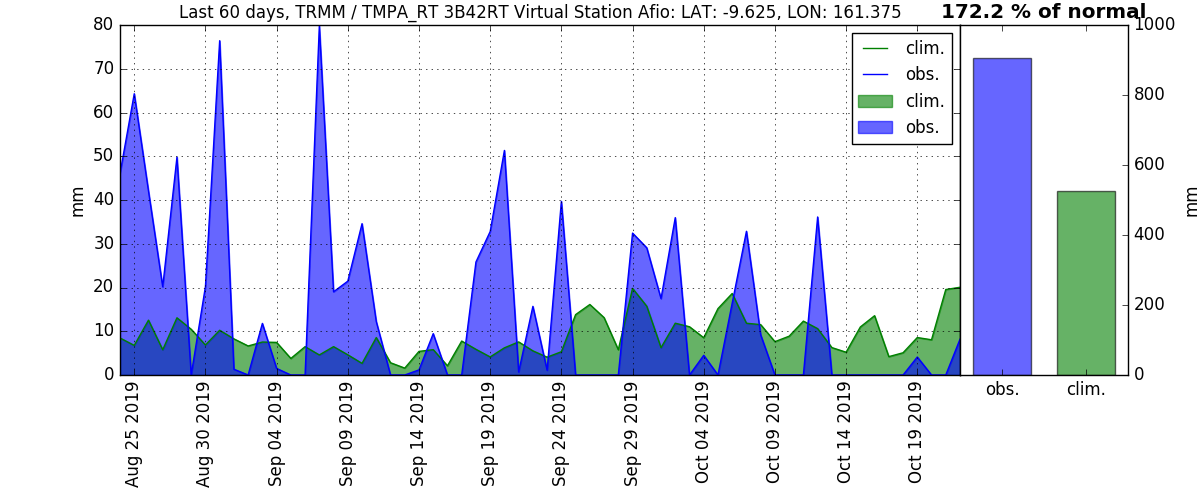 Last 60 days, TRMM / TMPA_RT 3B42RT Virtual Station Afio: LAT: -9.625, LON: 161.375
172.2 % of normal
80
70
60
50
40
30
20
10
0
mm
clim.
obs.
clim.
obs.
1000
800
600
400
200
0
mm
obs.
clim.
Aug 25 2019
Aug 30 2019
Sep 04 2019
Sep 09 2019
Sep 14 2019
Sep 19 2019
Sep 24 2019
Sep 29 2019
Oct 04 2019
Oct 09 2019
Oct 14 2019
Oct 19 2019